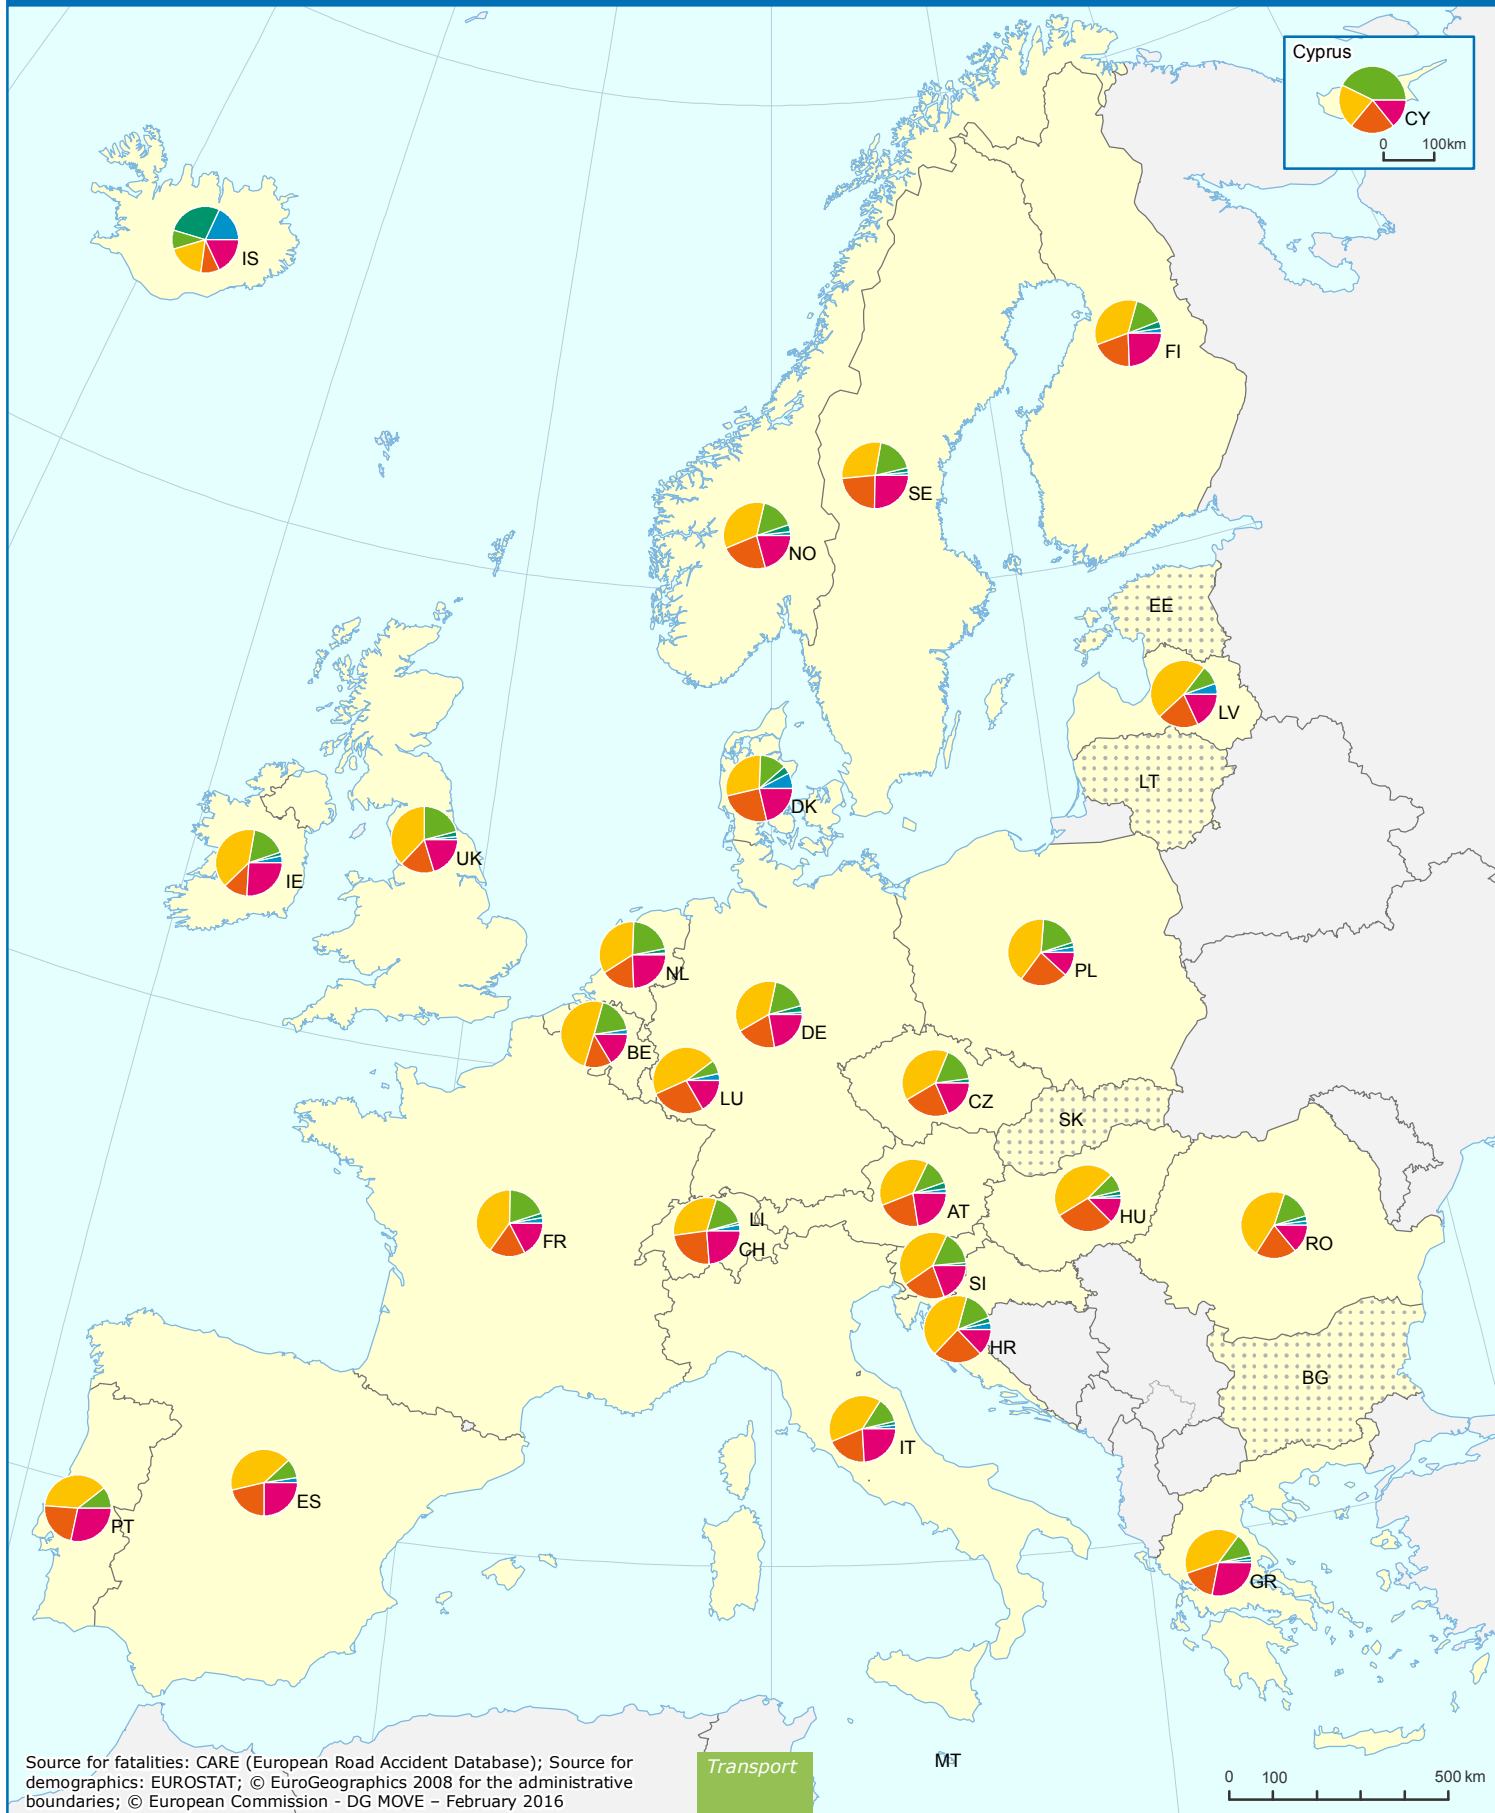 Cyprus
CY
0 100km
IS
FI
SE
NO
EE
LV
LT
DK
UK
IE
NL
PL
DE
BE
LU
CZ
SK
AT
HU
LI
CH
FR
RO
SI
HR
BG
IT
ES
PT
GR
MT
Source for fatalities: CARE (European Road Accident Database); Source for
demographics: EUROSTAT; © EuroGeographics 2008 for the administrative
boundaries; © European Commission - DG MOVE – February 2016
Transport
0 100 500 km